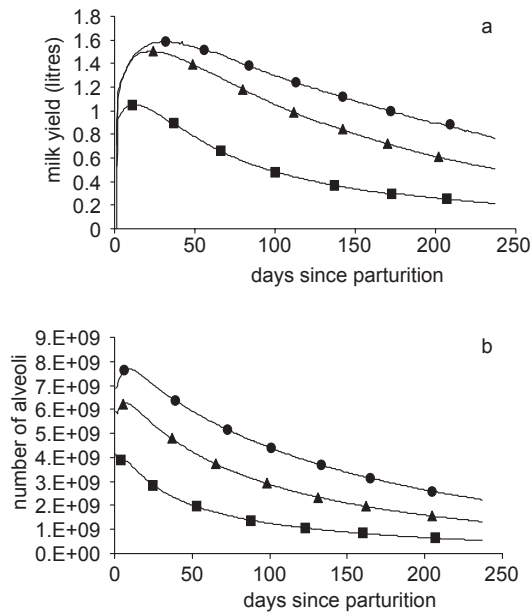 a
milk yield (litres)
1.8
1.6
1.4
1.2
1
0.8
0.6
0.4
0.2
0
0 50 100 150 200 250
days since parturition
b
number of alveoli
9.E+09
8.E+09
7.E+09
6.E+09
5.E+09
4.E+09
3.E+09
2.E+09
1.E+09
0.E+00
0 50 100 150 200 250
days since parturition